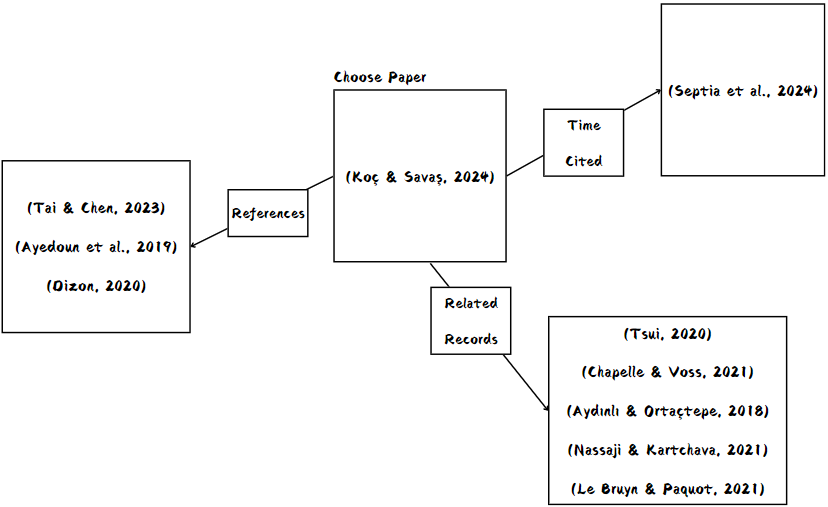 Choose Paper
(Koç & Savaş, 2024)
References
(Tai & Chen, 2023)
(Ayedoun et al., 2019)
(Dizon, 2020)
Time
Cited
(Septia et al., 2024)
Related
Records
(Tsui, 2020)
(Chapelle & Voss, 2021)
(Aydınlı & Ortaçtepe, 2018)
(Nassaji & Kartchava, 2021)
(Le Bruyn & Paquot, 2021)